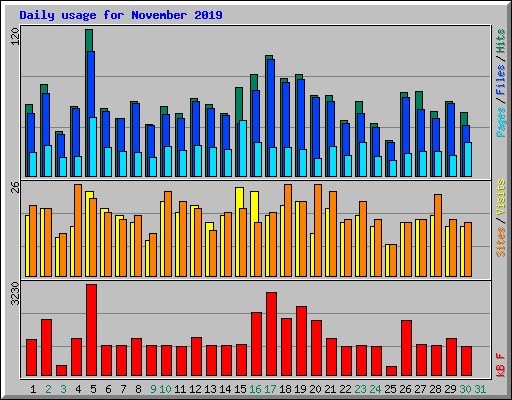 Daily usage for November 2019
120
Pages / Files / Hits
26
Sites / Visits
3230
kB F
1 2 3 4 5 6 7 8 9 10 11 12 13 14 15 16 17 18 19 20 21 22 23 24 25 26 27 28 29 30 31